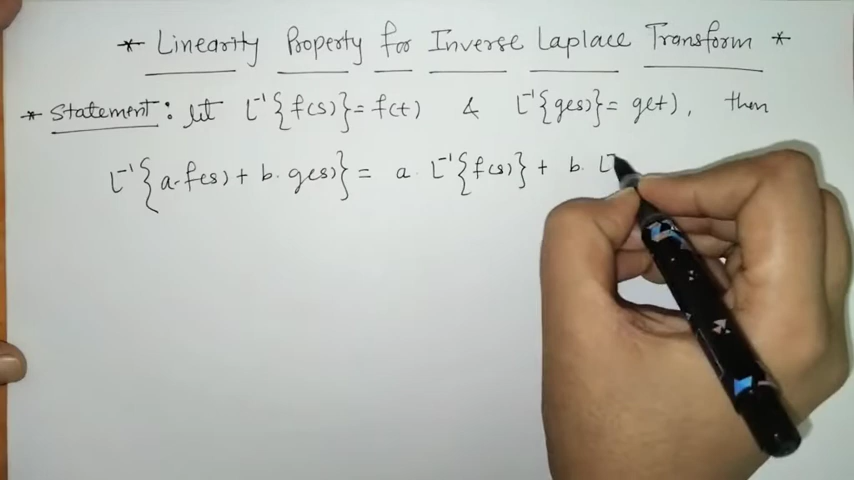 * Linearity Property for Inverse Laplace Transform *
* Statement: let L⁻¹{f(s)} = f(t) & L⁻¹{g(s)} = g(t), then
L⁻¹{a.f(s) + b.g(s)} = a. L⁻¹{f(s)} + b. L⁻